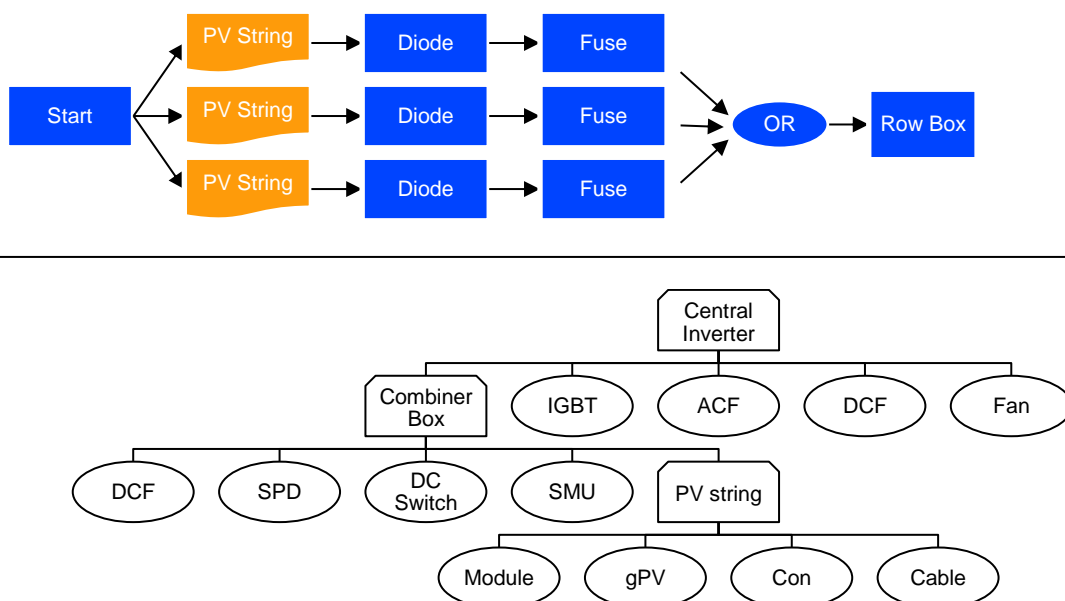 PV String
Diode
Fuse
Start
PV String
Diode
Fuse
OR
Row Box
PV String
Diode
Fuse
Central
Inverter
Combiner
Box
IGBT
ACF
DCF
Fan
DCF
SPD
DC
Switch
SMU
PV string
Module
gPV
Con
Cable